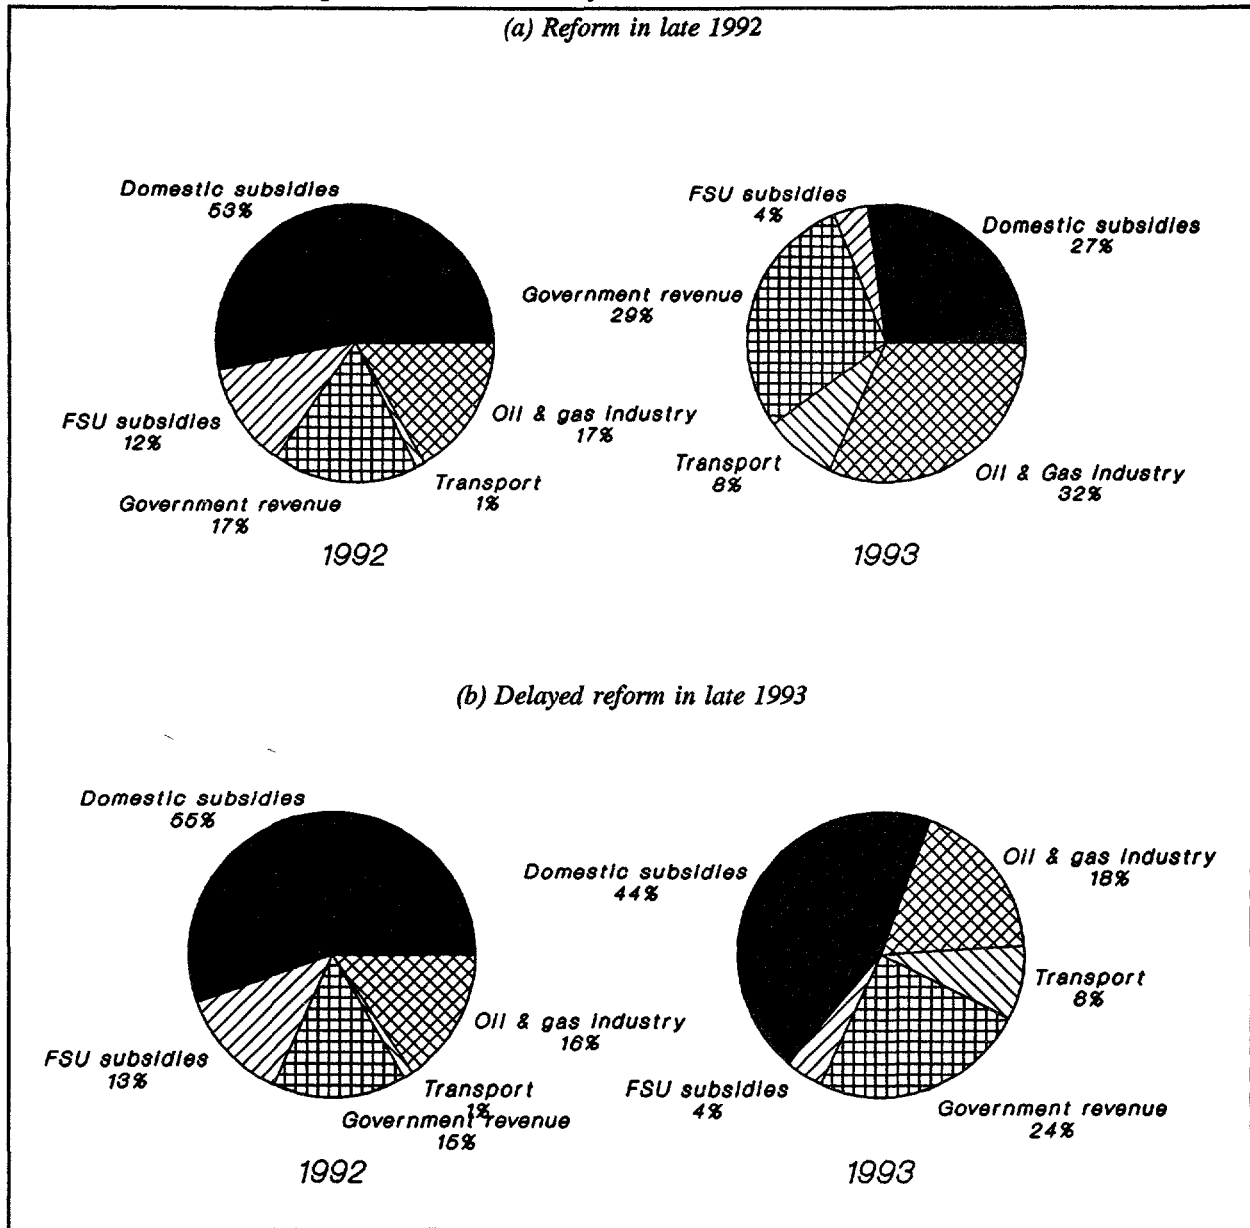 (a) Reform in late 1992
Domestic subsidies
53%
FSU subsidies
12%
Government revenue
17%
Transport
1%
Oil & gas industry
17%
1992
FSU subsidies
4%
Domestic subsidies
27%
Government revenue
29%
Transport
8%
Oil & Gas industry
32%
1993
(b) Delayed reform in late 1993
Domestic subsidies
55%
FSU subsidies
13%
Oil & gas industry
16%
Transport
1%
Government revenue
15%
1992
Domestic subsidies
44%
Oil & gas industry
18%
Transport
8%
FSU subsidies
4%
Government revenue
24%
1993